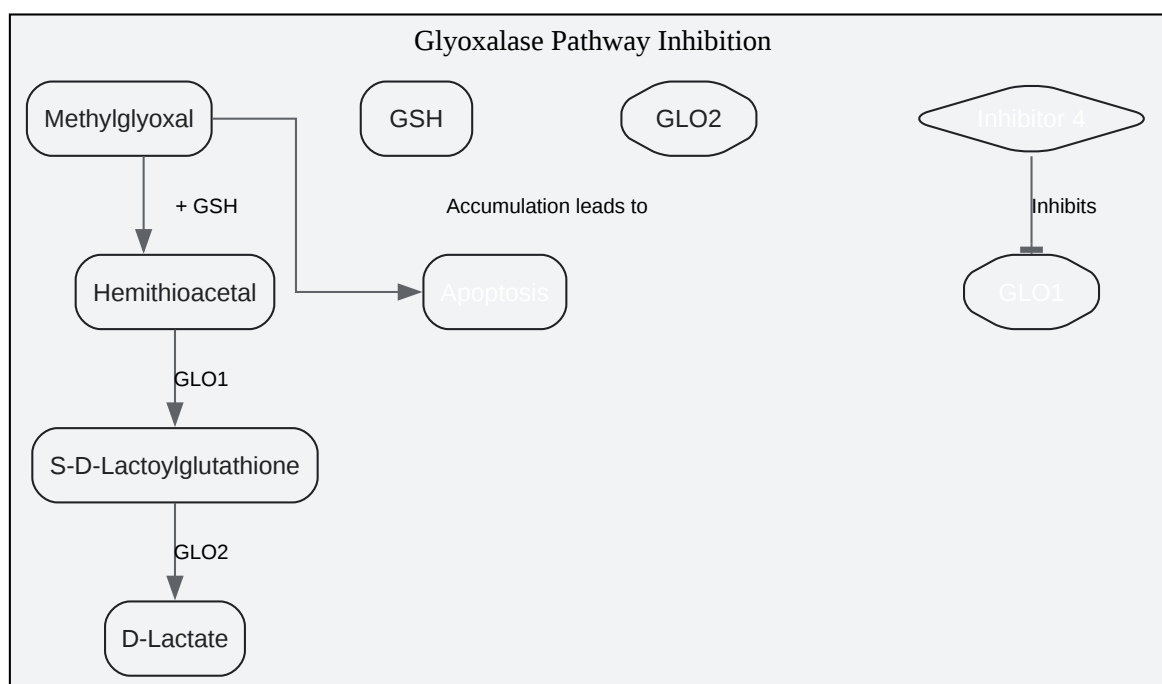 Glyoxalase Pathway Inhibition
Methylglyoxal
GSH
GLO2
Inhibitor 4
+ GSH
Accumulation leads to
Inhibits
Hemithioacetal
Apoptosis
GLO1
GLO1
S-D-Lactoylglutathione
GLO2
D-Lactate